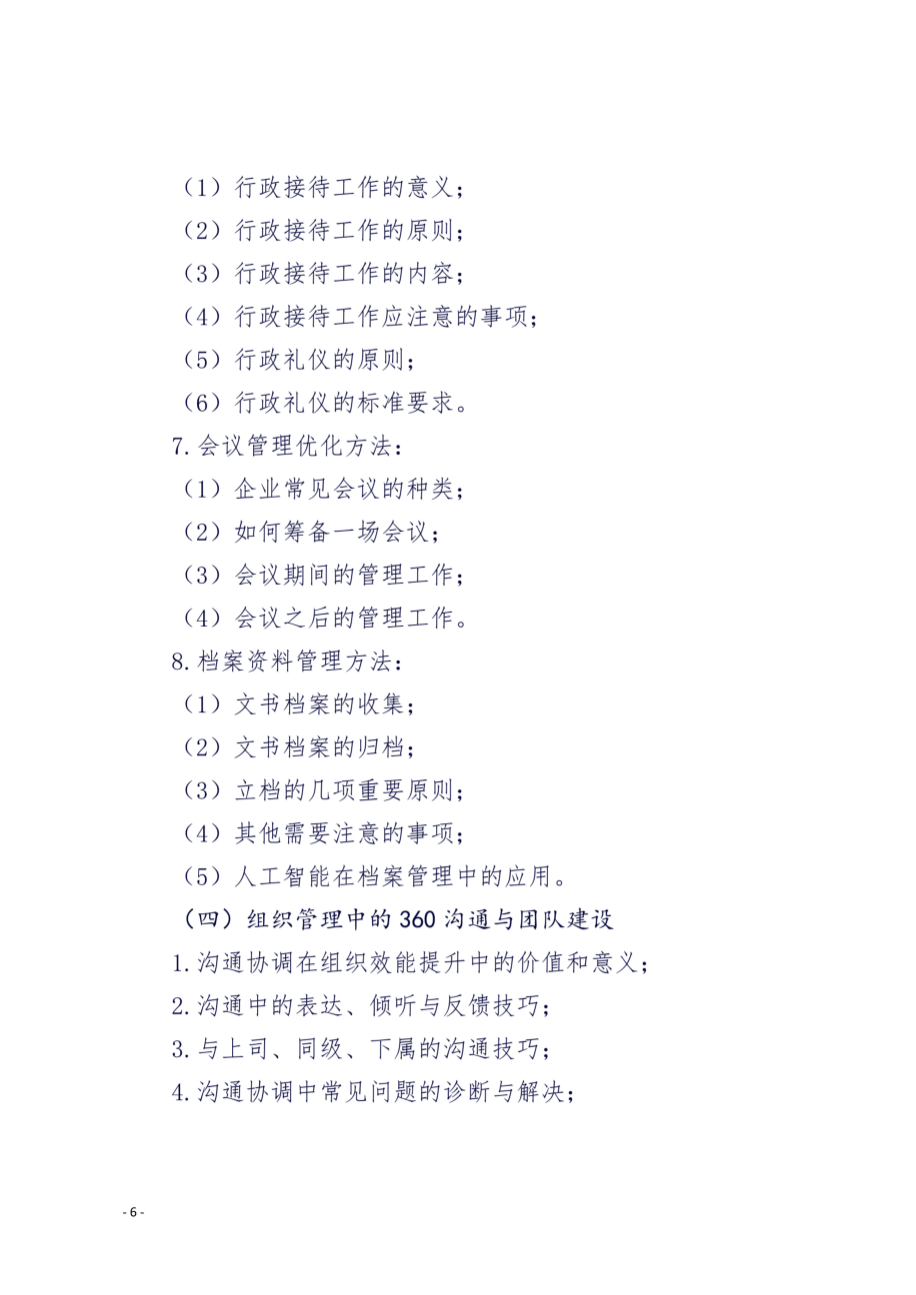 （1）行政接待工作的意义；
（2）行政接待工作的原则；
（3）行政接待工作的内容；
（4）行政接待工作应注意的事项；
（5）行政礼仪的原则；
（6）行政礼仪的标准要求。
7.会议管理优化方法：
（1）企业常见会议的种类；
（2）如何筹备一场会议；
（3）会议期间的管理工作；
（4）会议之后的管理工作。
8.档案资料管理方法：
（1）文书档案的收集；
（2）文书档案的归档；
（3）立档的几项重要原则；
（4）其他需要注意的事项；
（5）人工智能在档案管理中的应用。
（四）组织管理中的 360 沟通与团队建设
1.沟通协调在组织效能提升中的价值和意义；
2.沟通中的表达、倾听与反馈技巧；
3.与上司、同级、下属的沟通技巧；
4.沟通协调中常见问题的诊断与解决；
- 6 -